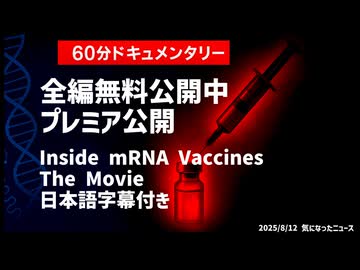 60分ドキュメンタリー
全編無料公開中
プレミア公開
Inside mRNA Vaccines
The Movie
日本語字幕付き
2025/8/12 気になったニュース